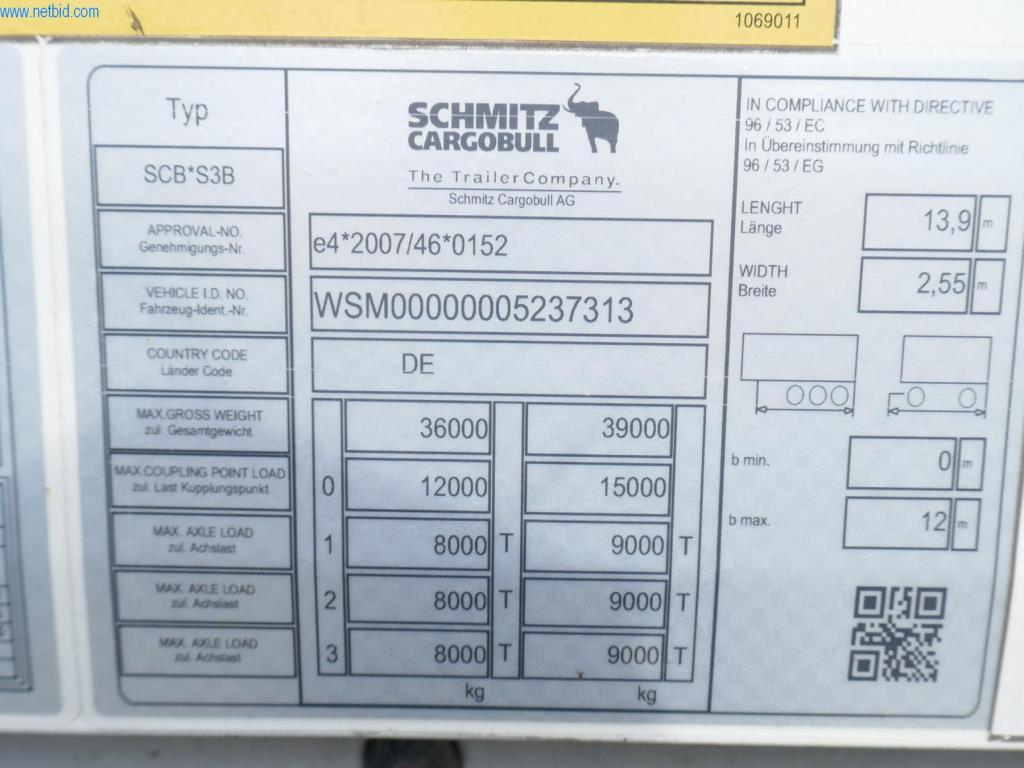 www.netbid.com
1069011
Typ
SCB*S3B
APPROVAL-NO.
Genehmigungs-Nr.
VEHICLE I.D. NO.
Fahrzeug-Ident.-Nr.
COUNTRY CODE
Länder Code
MAX.GROSS WEIGHT
zul. Gesamtgewicht
MAX.COUPLING POINT LOAD
zul. Last Kupplungspunkt
MAX. AXLE LOAD
zul. Achslast
MAX. AXLE LOAD
zul. Achslast
MAX. AXLE LOAD
zul. Achslast
SCHMITZ
CARGOBULL
The Trailer Company.
Schmitz Cargobull AG
e4*2007/46*0152
WSM00000005237313
DE
36000 39000
0 12000 15000
1 8000 T 9000 T
2 8000 T 9000 T
3 8000 T 9000 T
kg kg
IN COMPLIANCE WITH DIRECTIVE
96 / 53 / EC
In Übereinstimmung mit Richtlinie
96 / 53 / EG
LENGHT
Länge
13,9 m
WIDTH
Breite
2,55 m
b min. 0 m
b max. 12 m